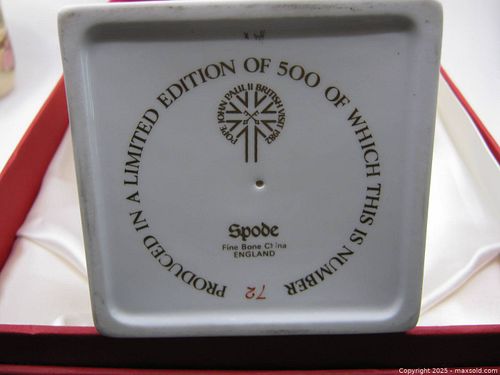 PRODUCED IN A LIMITED EDITION OF 500 OF WHICH THIS IS NUMBER
72
POPE JOHN PAUL II BRITISH VISIT 1982
Spode
Fine Bone China
ENGLAND
Copyright 2025 - maxsold.com